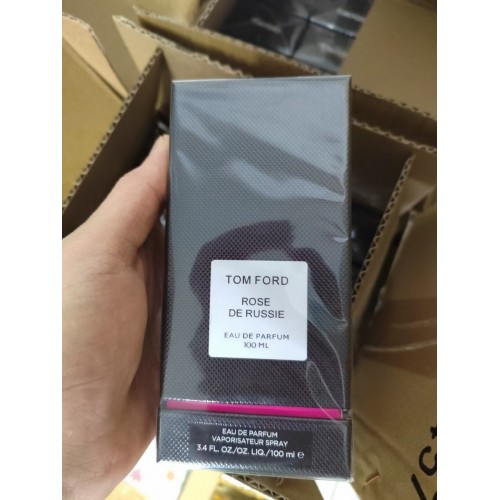 TOM FORD
ROSE
DE RUSSIE
EAU DE PARFUM
100 ML
EAU DE PARFUM
VAPORISATEUR SPRAY
3.4 FL. OZ/OZ. LIQ./100 ml ℮